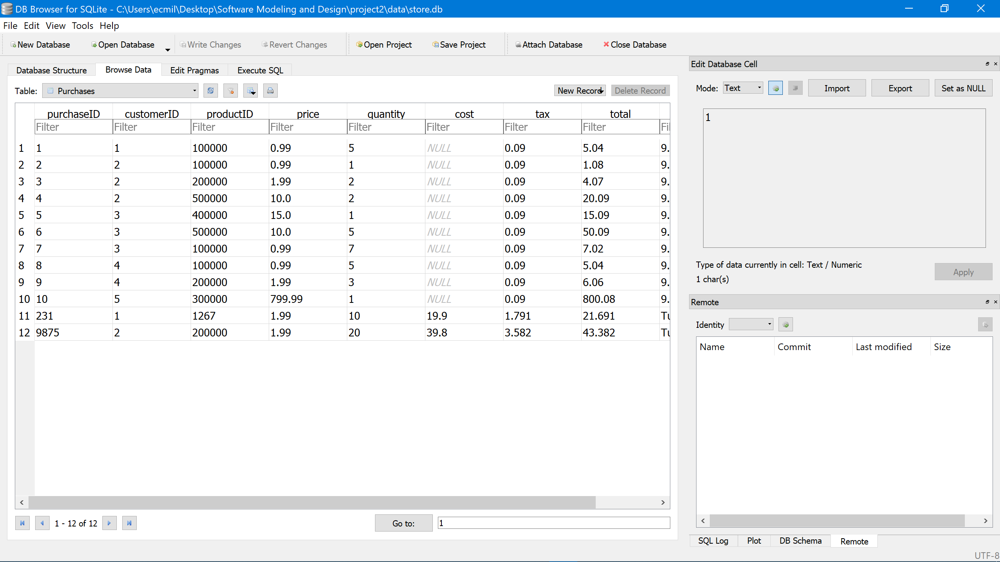 DB Browser for SQLite - C:\Users\ecmil\Desktop\Software Modeling and Design\project2\data\store.db
File Edit View Tools Help
New Database Open Database Write Changes Revert Changes Open Project Save Project Attach Database Close Database
Database Structure Browse Data Edit Pragmas Execute SQL
Table: Purchases New Record Delete Record
purchaseID customerID productID price quantity cost tax total
Filter Filter Filter Filter Filter Filter Filter Filter Fil
1 1 1 100000 0.99 5 NULL 0.09 5.04 9.
2 2 2 100000 0.99 1 NULL 0.09 1.08 9.
3 3 2 200000 1.99 2 NULL 0.09 4.07 9.
4 4 2 500000 10.0 2 NULL 0.09 20.09 9.
5 5 3 400000 15.0 1 NULL 0.09 15.09 9.
6 6 3 500000 10.0 5 NULL 0.09 50.09 9.
7 7 3 100000 0.99 7 NULL 0.09 7.02 9.
8 8 4 100000 0.99 5 NULL 0.09 5.04 9.
9 9 4 200000 1.99 3 NULL 0.09 6.06 9.
10 10 5 300000 799.99 1 NULL 0.09 800.08 9.
11 231 1 1267 1.99 10 19.9 1.791 21.691 Tu
12 9875 2 200000 1.99 20 39.8 3.582 43.382 Tu
1 - 12 of 12 Go to: 1
Edit Database Cell
Mode: Text Import Export Set as NULL
1
Type of data currently in cell: Text / Numeric
1 char(s)
Apply
Remote
Identity
Name Commit Last modified Size
SQL Log Plot DB Schema Remote
UTF-8